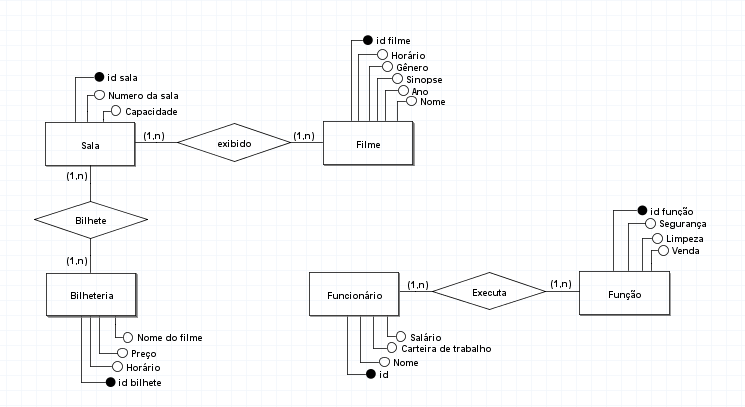 id filme
Horário
Gênero
Sinopse
Ano
Nome
id sala
Numero da sala
Capacidade
Sala
(1,n)
exibido
(1,n)
Filme
(1,n)
Bilhete
(1,n)
Bilheteria
Nome do filme
Preço
Horário
id bilhete
id função
Segurança
Limpeza
Venda
Funcionário
(1,n)
Executa
(1,n)
Função
Salário
Carteira de trabalho
Nome
id